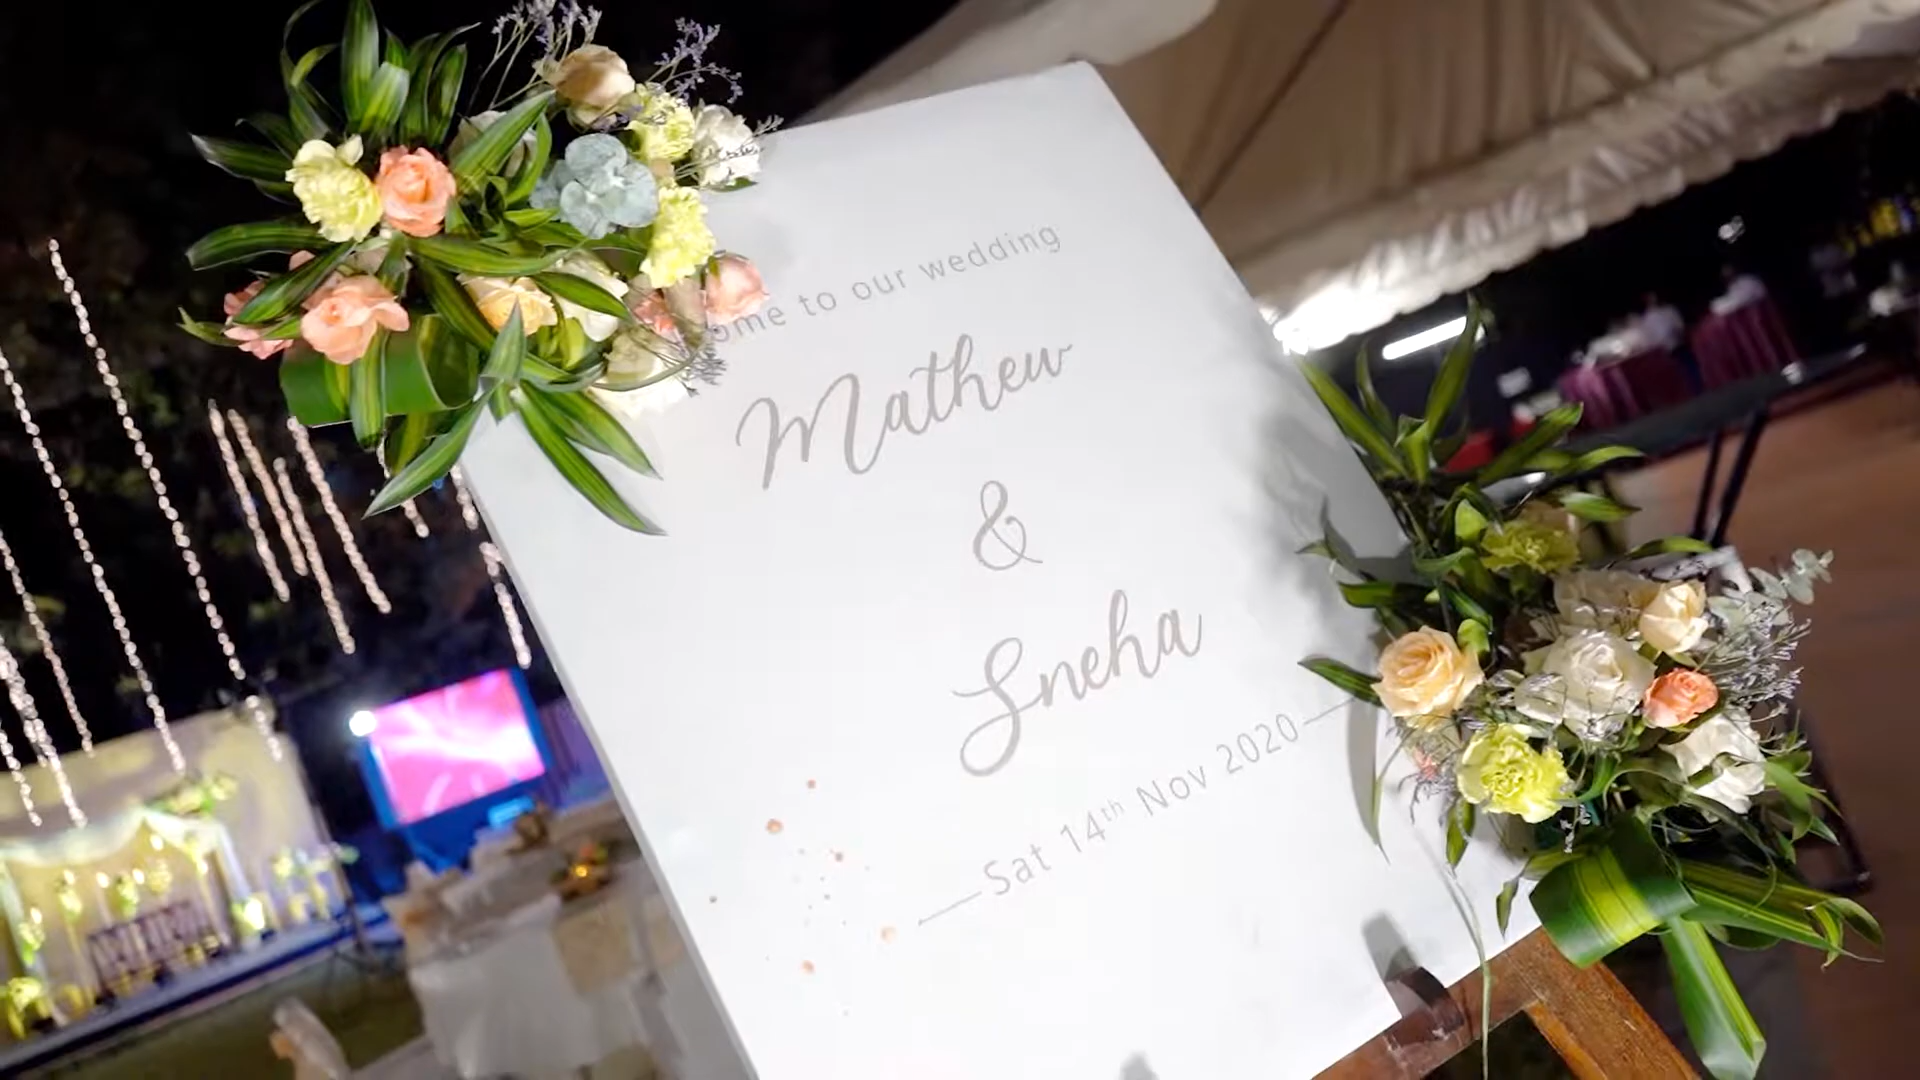 ome to our wedding
Mathew
&
Sneha
Sat 14th Nov 2020